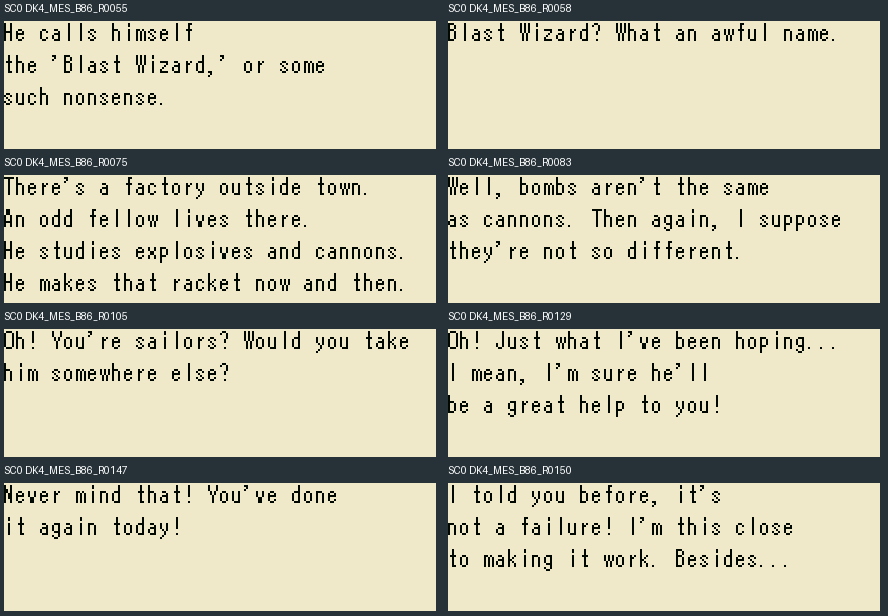 SC0 DK4_MES_B86_R0055
He calls himself
the 'Blast Wizard,' or some
such nonsense.
SC0 DK4_MES_B86_R0058
Blast Wizard? What an awful name.
SC0 DK4_MES_B86_R0075
There's a factory outside town.
An odd fellow lives there.
He studies explosives and cannons.
He makes that racket now and then.
SC0 DK4_MES_B86_R0083
Well, bombs aren't the same
as cannons. Then again, I suppose
they're not so different.
SC0 DK4_MES_B86_R0105
Oh! You're sailors? Would you take
him somewhere else?
SC0 DK4_MES_B86_R0129
Oh! Just what I've been hoping...
I mean, I'm sure he'll
be a great help to you!
SC0 DK4_MES_B86_R0147
Never mind that! You've done
it again today!
SC0 DK4_MES_B86_R0150
I told you before, it's
not a failure! I'm this close
to making it work. Besides...